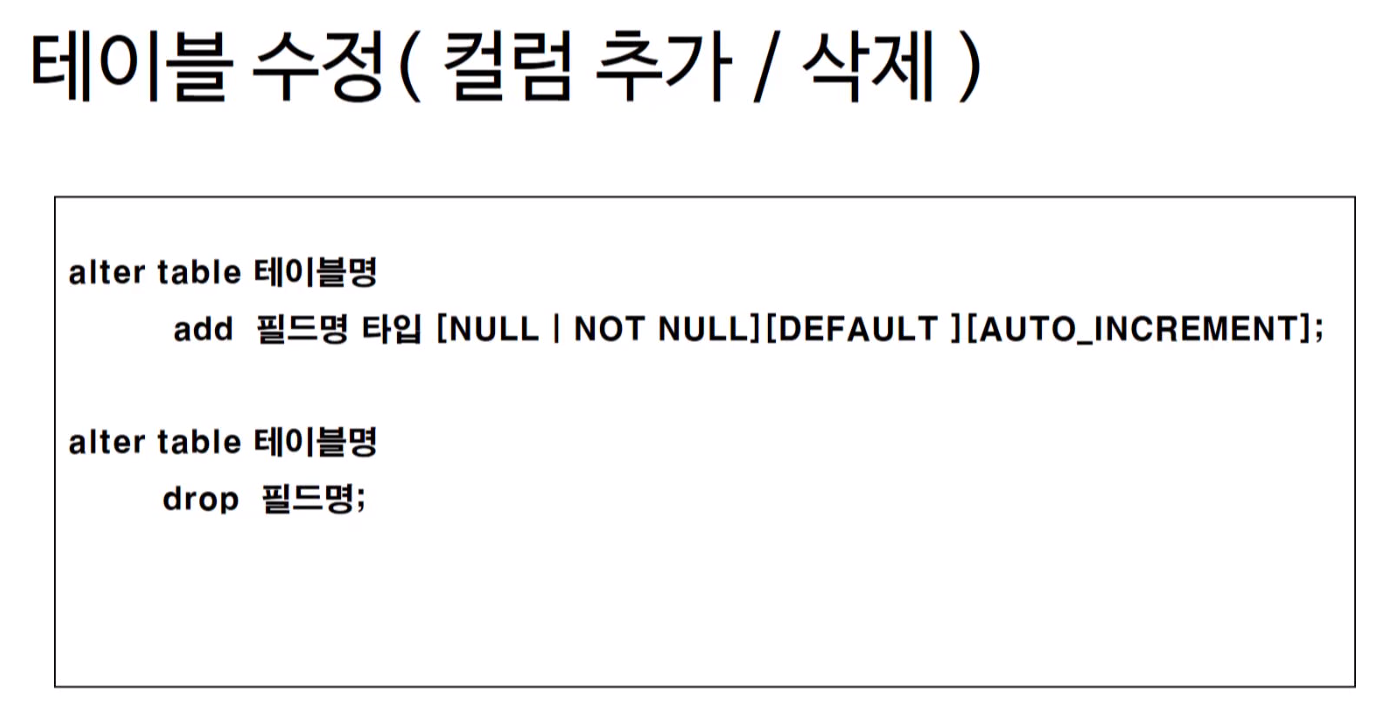 테이블 수정( 컬럼 추가 / 삭제 )
alter table 테이블명
add 필드명 타입 [NULL | NOT NULL][DEFAULT ][AUTO_INCREMENT];
alter table 테이블명
drop 필드명;